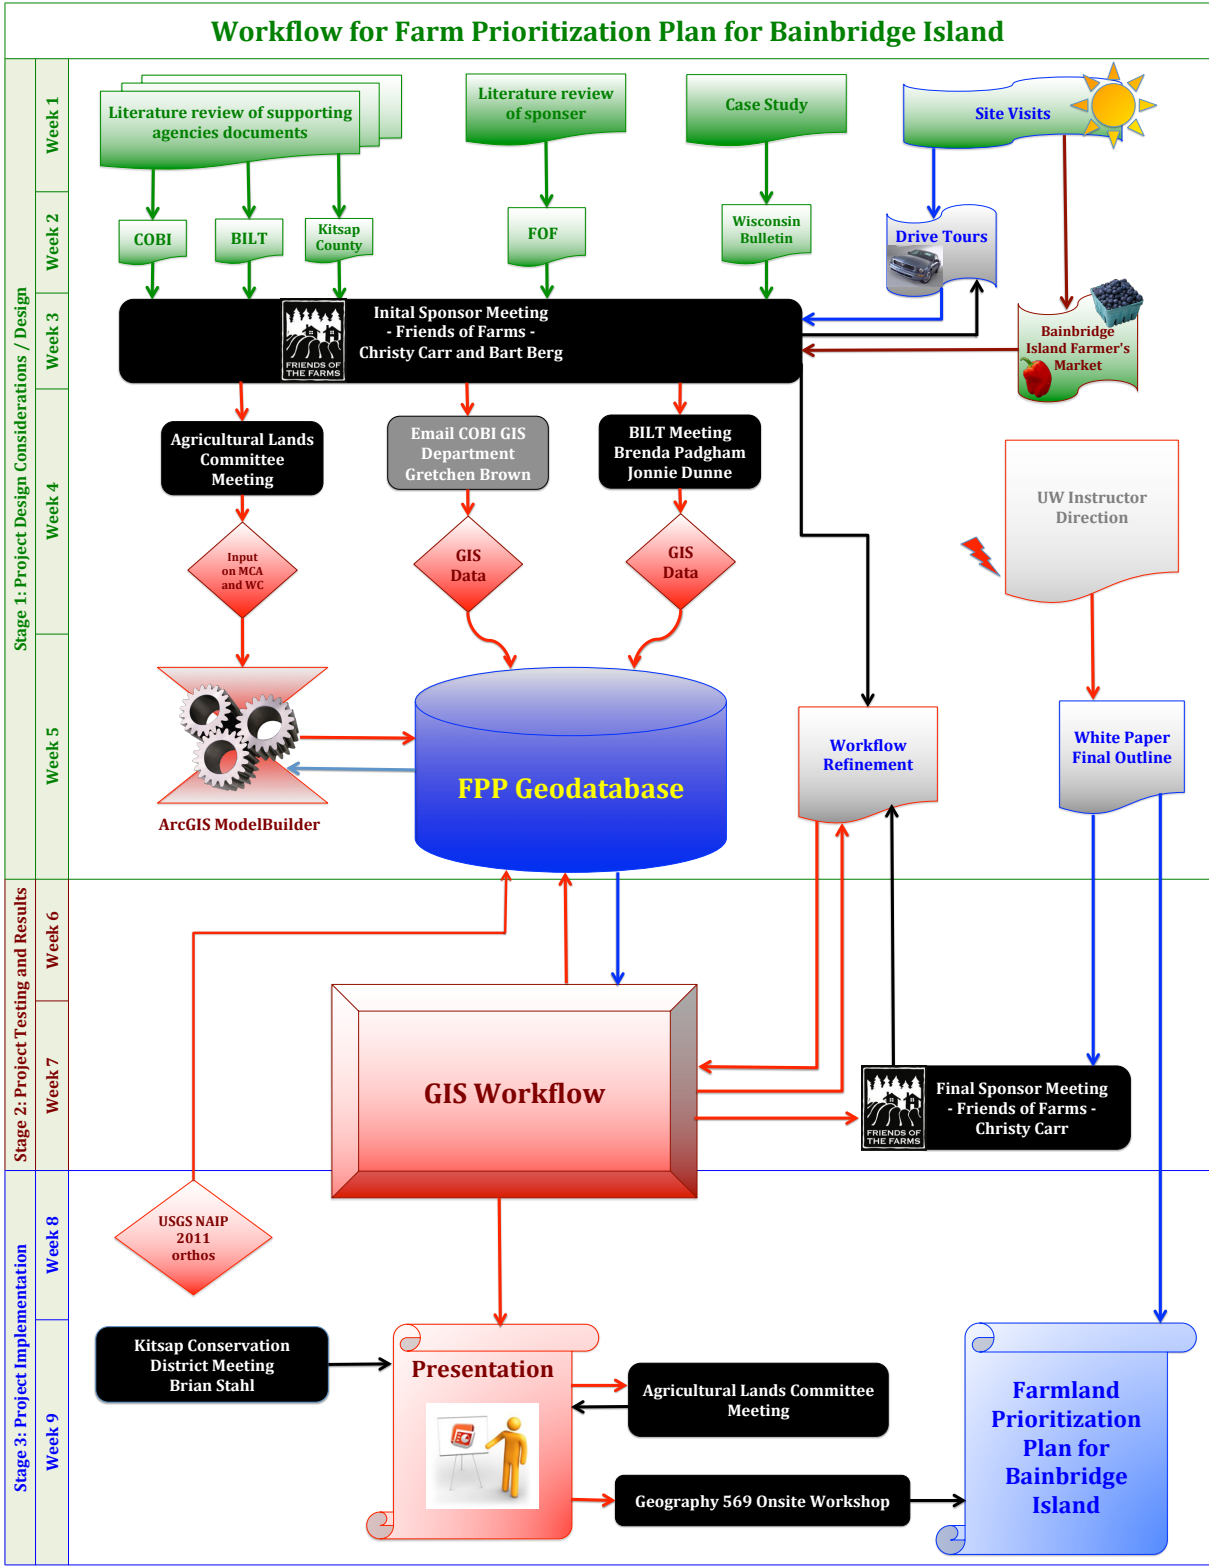 Workflow for Farm Prioritization Plan for Bainbridge Island
Stage 1: Project Design Considerations / Design
Week 1
Literature review of supporting
agencies documents
Literature review
of sponser
Case Study
Site Visits
Week 2
COBI
BILT
Kitsap
County
FOF
Wisconsin
Bulletin
Drive Tours
Week 3
FRIENDS OF
THE FARMS
Inital Sponsor Meeting
- Friends of Farms -
Christy Carr and Bart Berg
Bainbridge
Island Farmer's
Market
Week 4
Agricultural Lands
Committee
Meeting
Email COBI GIS
Department
Gretchen Brown
BILT Meeting
Brenda Padgham
Jonnie Dunne
UW Instructor
Direction
Input
on MCA
and WC
GIS
Data
GIS
Data
Week 5
ArcGIS ModelBuilder
FPP Geodatabase
Workflow
Refinement
White Paper
Final Outline
Stage 2: Project Testing and Results
Week 6
Week 7
GIS Workflow
FRIENDS OF
THE FARMS
Final Sponsor Meeting
- Friends of Farms -
Christy Carr
Stage 3: Project Implementation
Week 8
USGS NAIP
2011
orthos
Week 9
Kitsap Conservation
District Meeting
Brian Stahl
Presentation
Agricultural Lands Committee
Meeting
Geography 569 Onsite Workshop
Farmland
Prioritization
Plan for
Bainbridge
Island